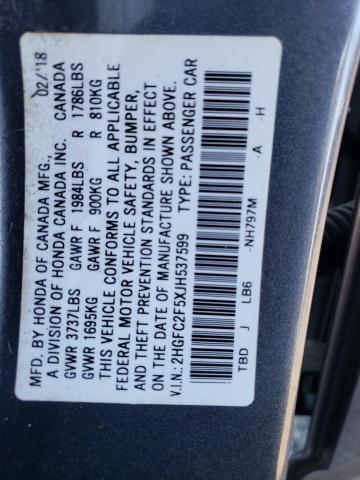 MFD. BY HONDA OF CANADA MFG., 02/'18
A DIVISION OF HONDA CANADA INC. CANADA
GVWR 3737LBS GAWR F 1984LBS R 1786LBS
GVWR 1695KG GAWR F 900KG R 810KG
THIS VEHICLE CONFORMS TO ALL APPLICABLE
FEDERAL MOTOR VEHICLE SAFETY, BUMPER,
AND THEFT PREVENTION STANDARDS IN EFFECT
ON THE DATE OF MANUFACTURE SHOWN ABOVE.
V.I.N.: 2HGFC2F5XJH537599 TYPE: PASSENGER CAR
TBD J LB6 -NH797M -A -H